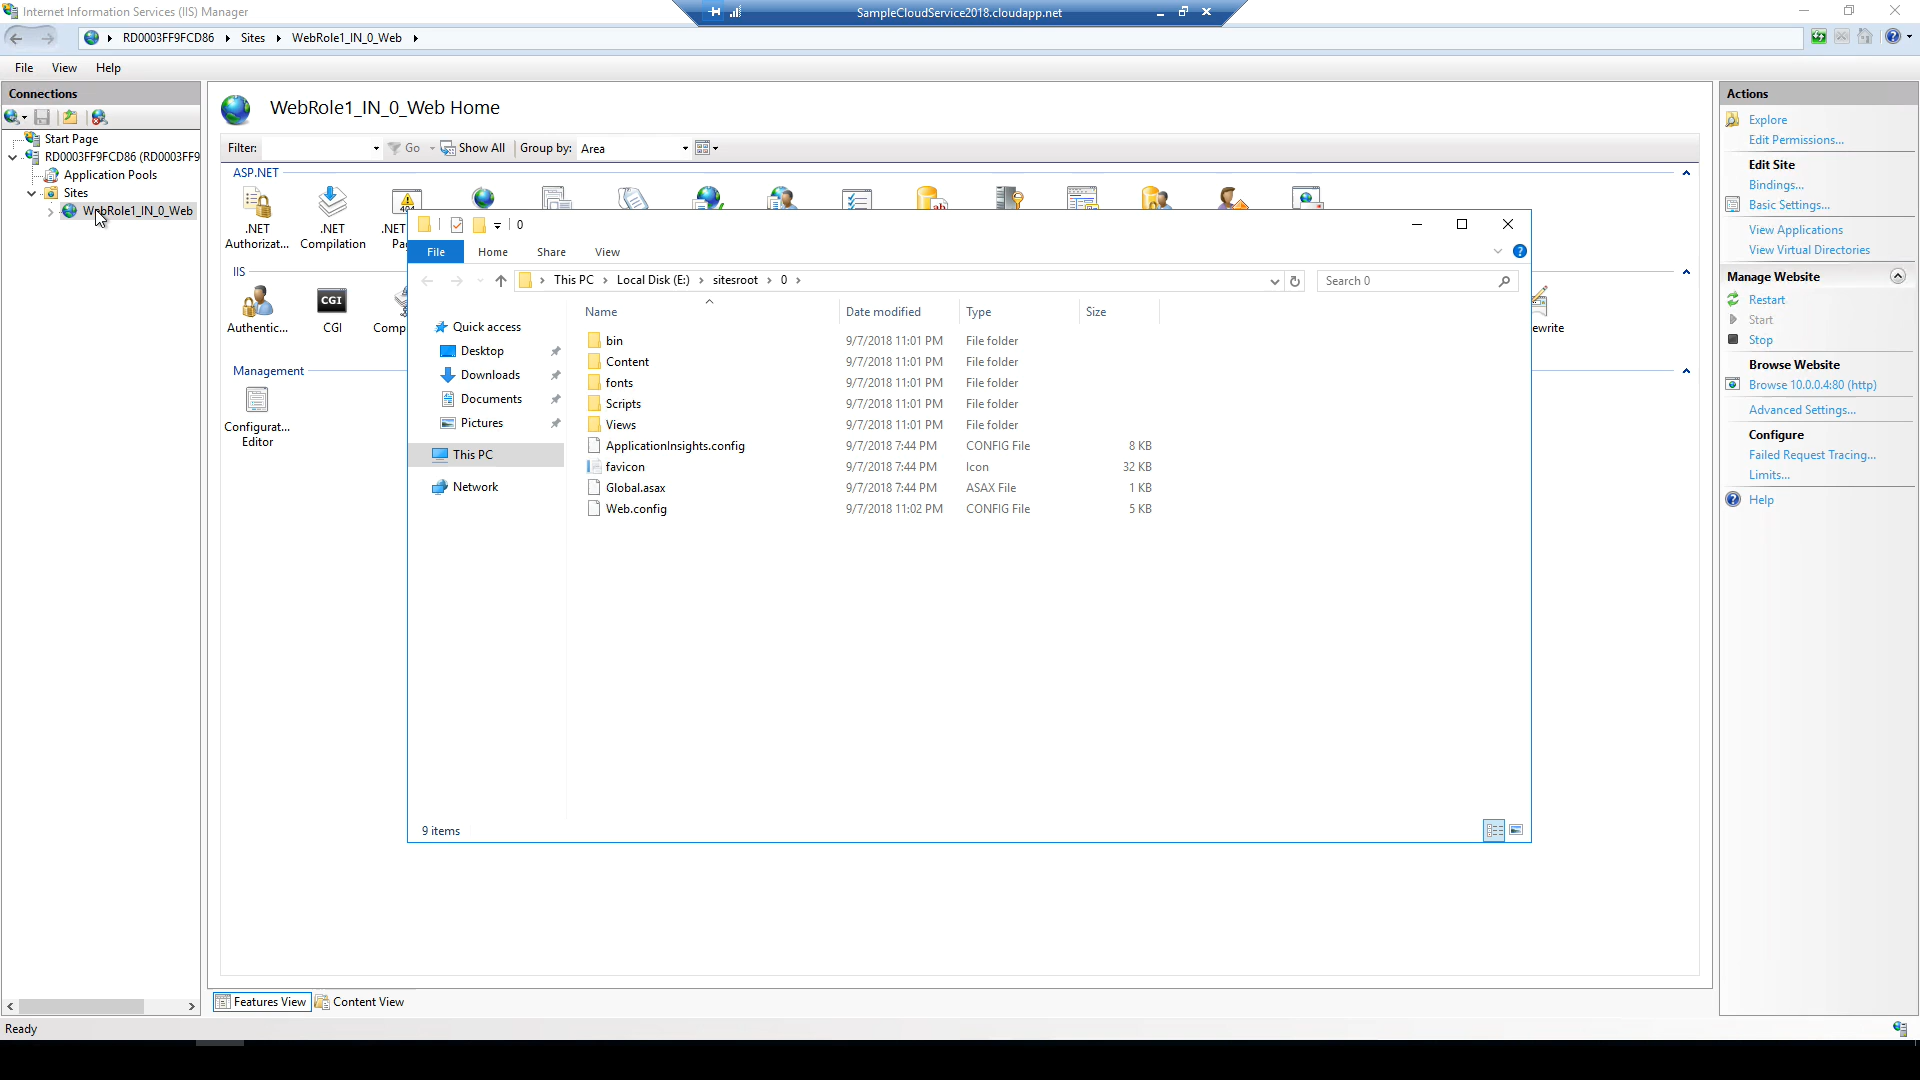 Internet Information Services (IIS) Manager
SampleCloudService2018.cloudapp.net
RD0003FF9FCD86 Sites WebRole1_IN_0_Web
File View Help
Connections
Start Page
RD0003FF9FCD86 (RD0003FF9
Application Pools
Sites
WebRole1_IN_0_Web
WebRole1_IN_0_Web Home
Filter: Go Show All Group by: Area
ASP.NET
.NET Authorizat...
.NET Compilation
.NET
Pa
IIS
Authentic...
CGI
Comp
ewrite
Management
Configurat... Editor
0
File Home Share View
This PC Local Disk (E:) sitesroot 0
Search 0
Quick access
Desktop
Downloads
Documents
Pictures
This PC
Network
Name Date modified Type Size
bin 9/7/2018 11:01 PM File folder
Content 9/7/2018 11:01 PM File folder
fonts 9/7/2018 11:01 PM File folder
Scripts 9/7/2018 11:01 PM File folder
Views 9/7/2018 11:01 PM File folder
ApplicationInsights.config 9/7/2018 7:44 PM CONFIG File 8 KB
favicon 9/7/2018 7:44 PM Icon 32 KB
Global.asax 9/7/2018 7:44 PM ASAX File 1 KB
Web.config 9/7/2018 11:02 PM CONFIG File 5 KB
9 items
Features View Content View
Ready
Actions
Explore
Edit Permissions...
Edit Site
Bindings...
Basic Settings...
View Applications
View Virtual Directories
Manage Website
Restart
Start
Stop
Browse Website
Browse 10.0.0.4:80 (http)
Advanced Settings...
Configure
Failed Request Tracing...
Limits...
Help